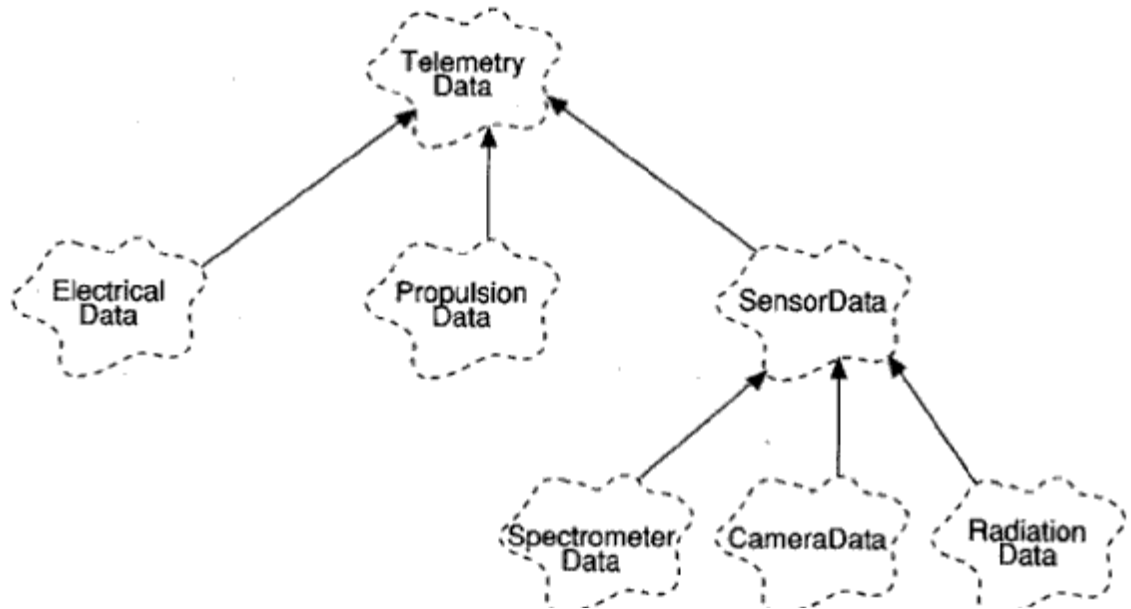 Telemetry
Data
Electrical
Data
Propulsion
Data
SensorData
Spectrometer
Data
CameraData
Radiation
Data